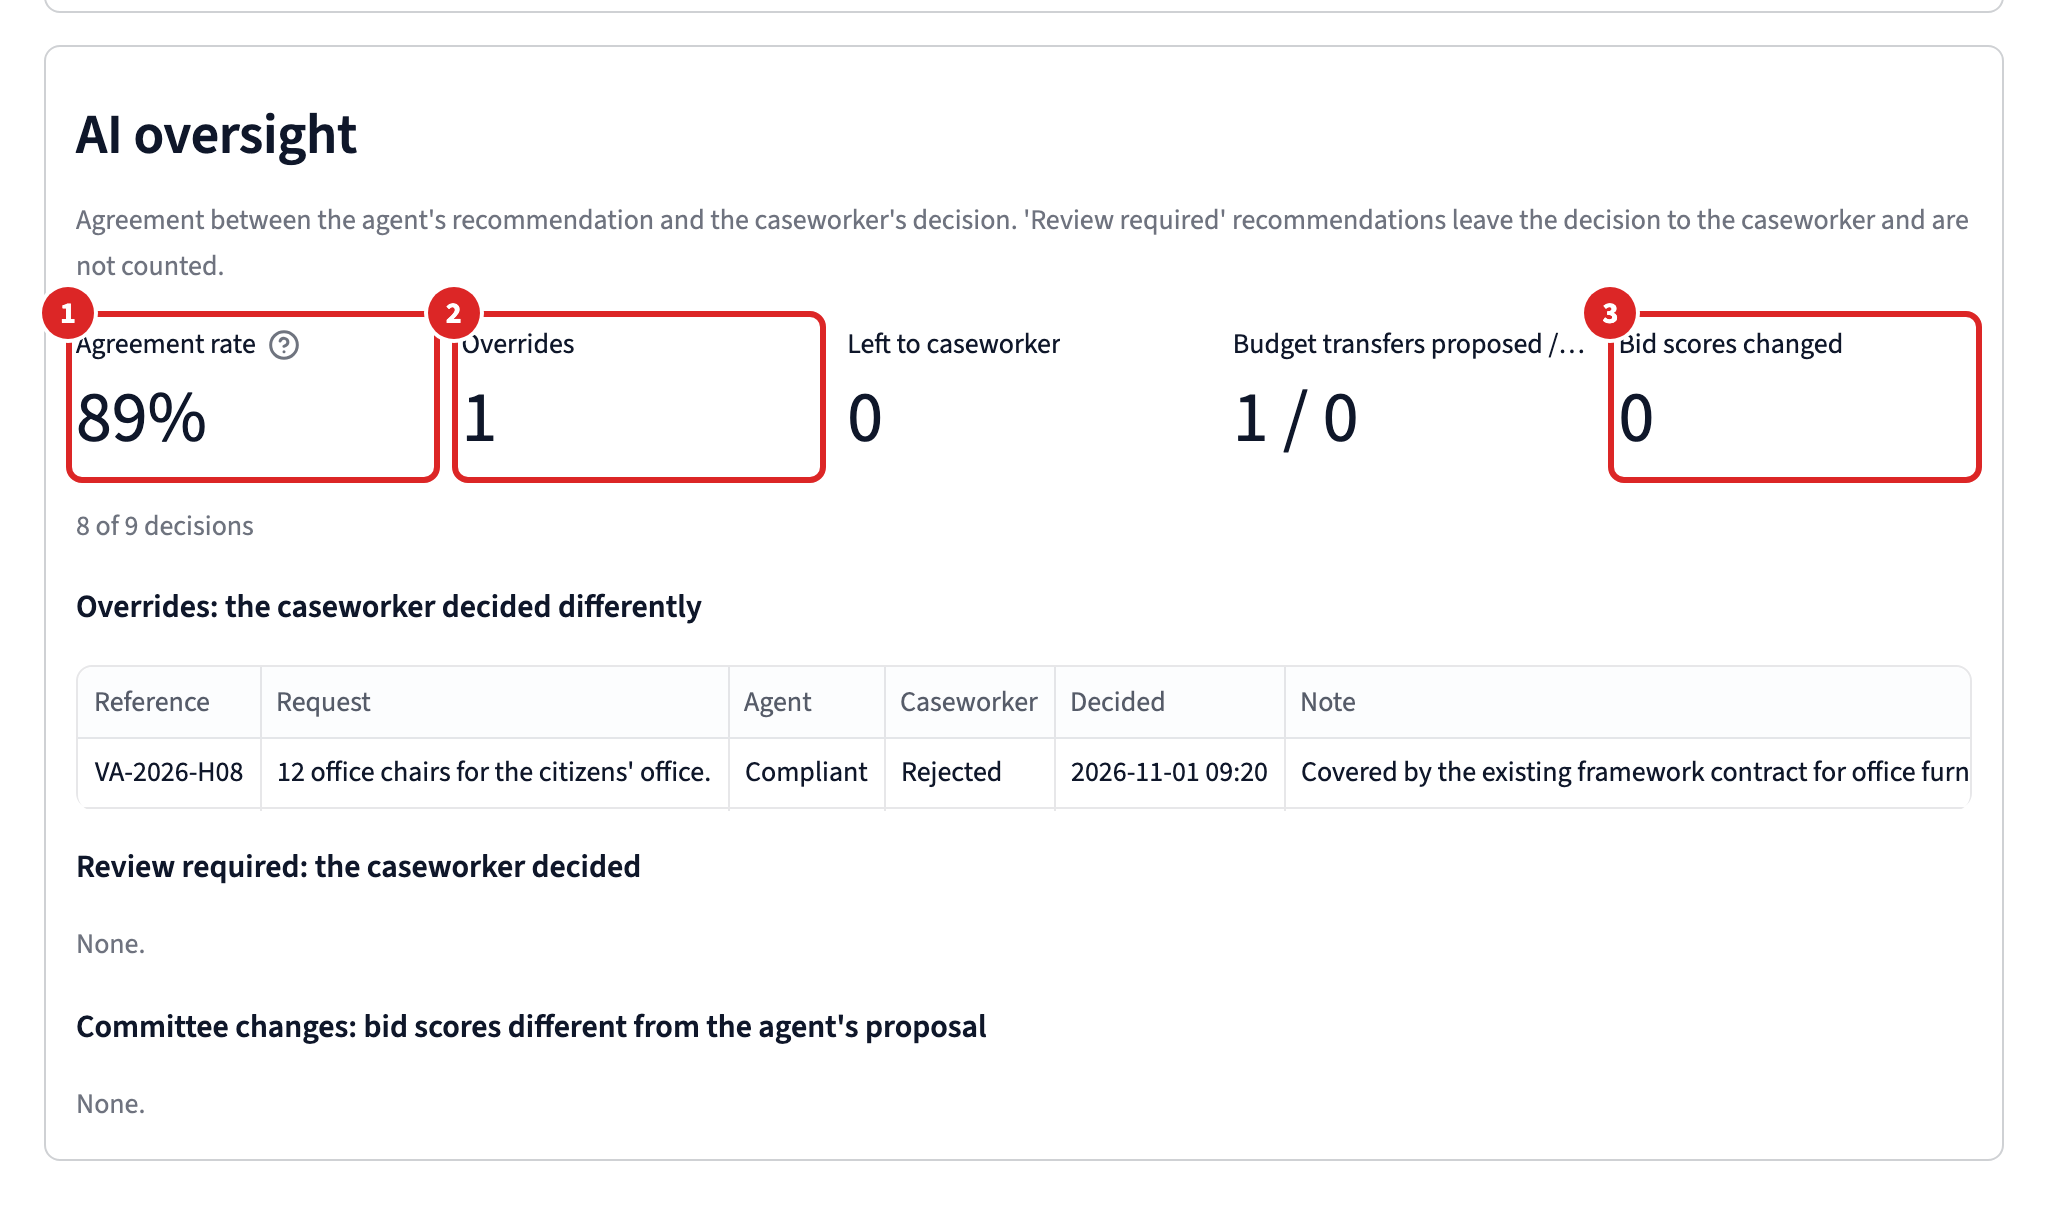 AI oversight
Agreement between the agent's recommendation and the caseworker's decision. 'Review required' recommendations leave the decision to the caseworker and are
not counted.
1
2
3
Agreement rate ?
Overrides
Left to caseworker
Budget transfers proposed /...
Bid scores changed
89%
1
0
1 / 0
0
8 of 9 decisions
Overrides: the caseworker decided differently
Reference Request Agent Caseworker Decided Note
VA-2026-H08 12 office chairs for the citizens' office. Compliant Rejected 2026-11-01 09:20 Covered by the existing framework contract for office furn
Review required: the caseworker decided
None.
Committee changes: bid scores different from the agent's proposal
None.